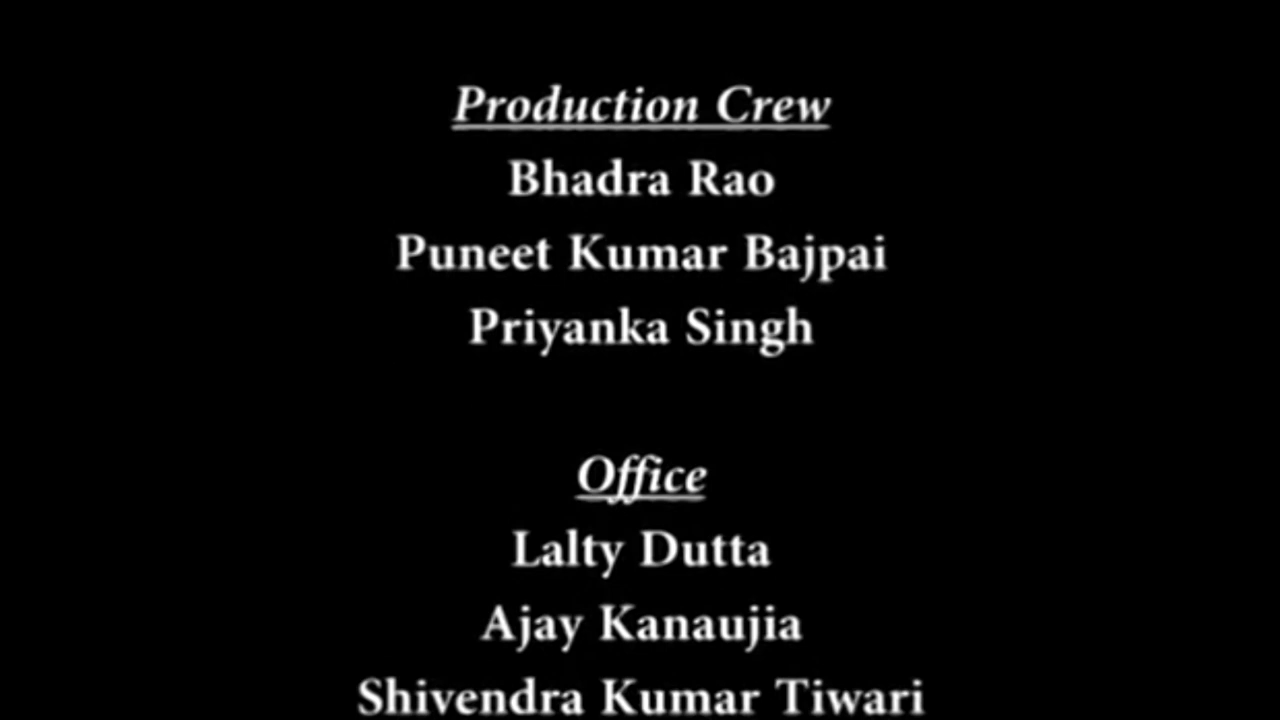 Production Crew
Bhadra Rao
Puneet Kumar Bajpai
Priyanka Singh
Office
Lalty Dutta
Ajay Kanaujia
Shivendra Kumar Tiwari